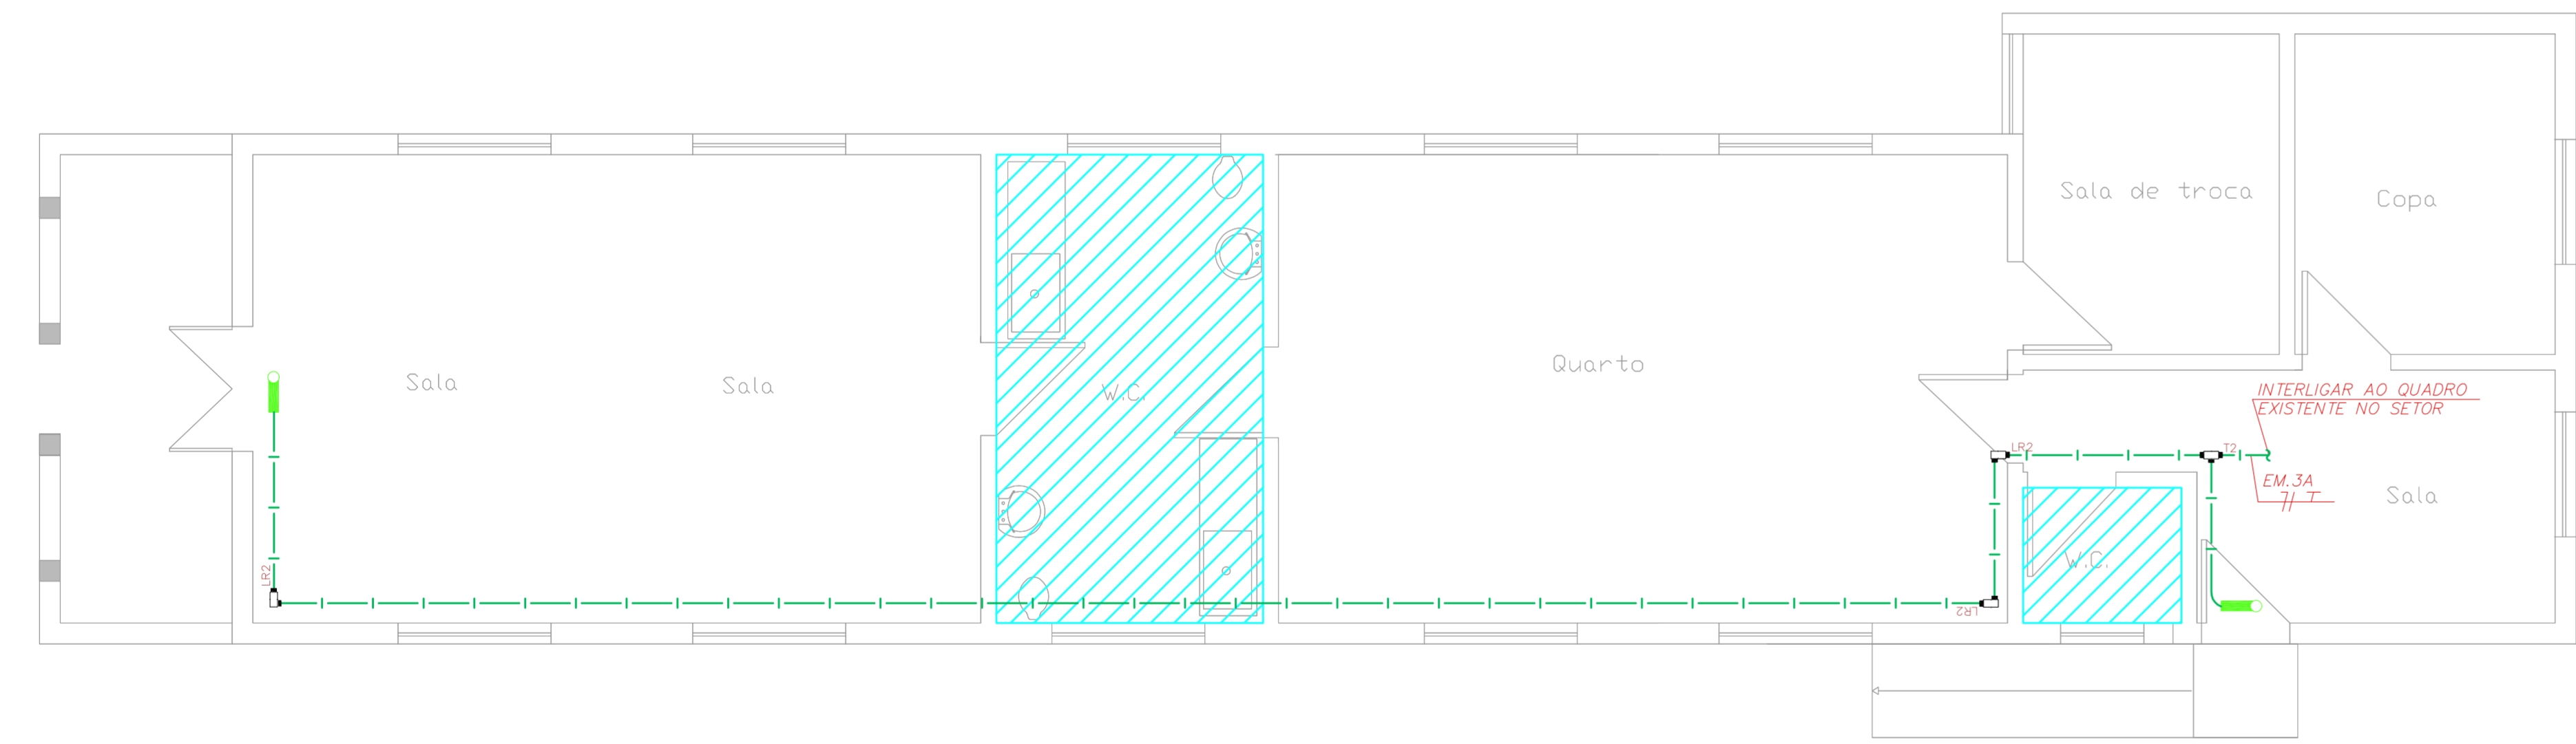 Sala de troca
Copa
Sala
Sala
W.C.
Quarto
INTERLIGAR AO QUADRO
EXISTENTE NO SETOR
LR2
T2
EM.3A
Sala
W.C.
LR2
LR2